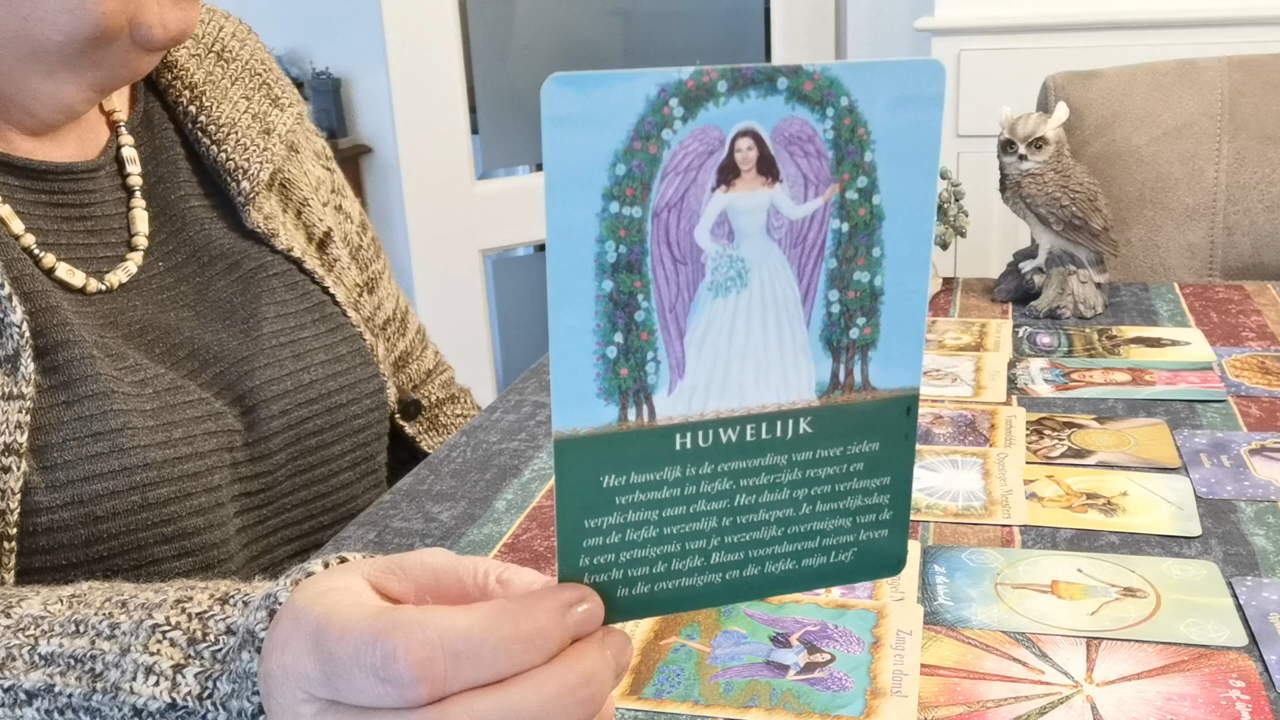 HUWELIJK
'Het huwelijk is de eenwording van twee zielen
verbonden in liefde, wederzijds respect en
verplichting aan elkaar. Het duidt op een verlangen
om de liefde wezenlijk te verdiepen. Je huwelijksdag
is een getuigenis van je wezenlijke overtuiging van de
kracht van de liefde. Blaas voortdurend nieuw leven
in die overtuiging en die liefde, mijn Lief.'
Opgestegen Meesters
Zing en dans!